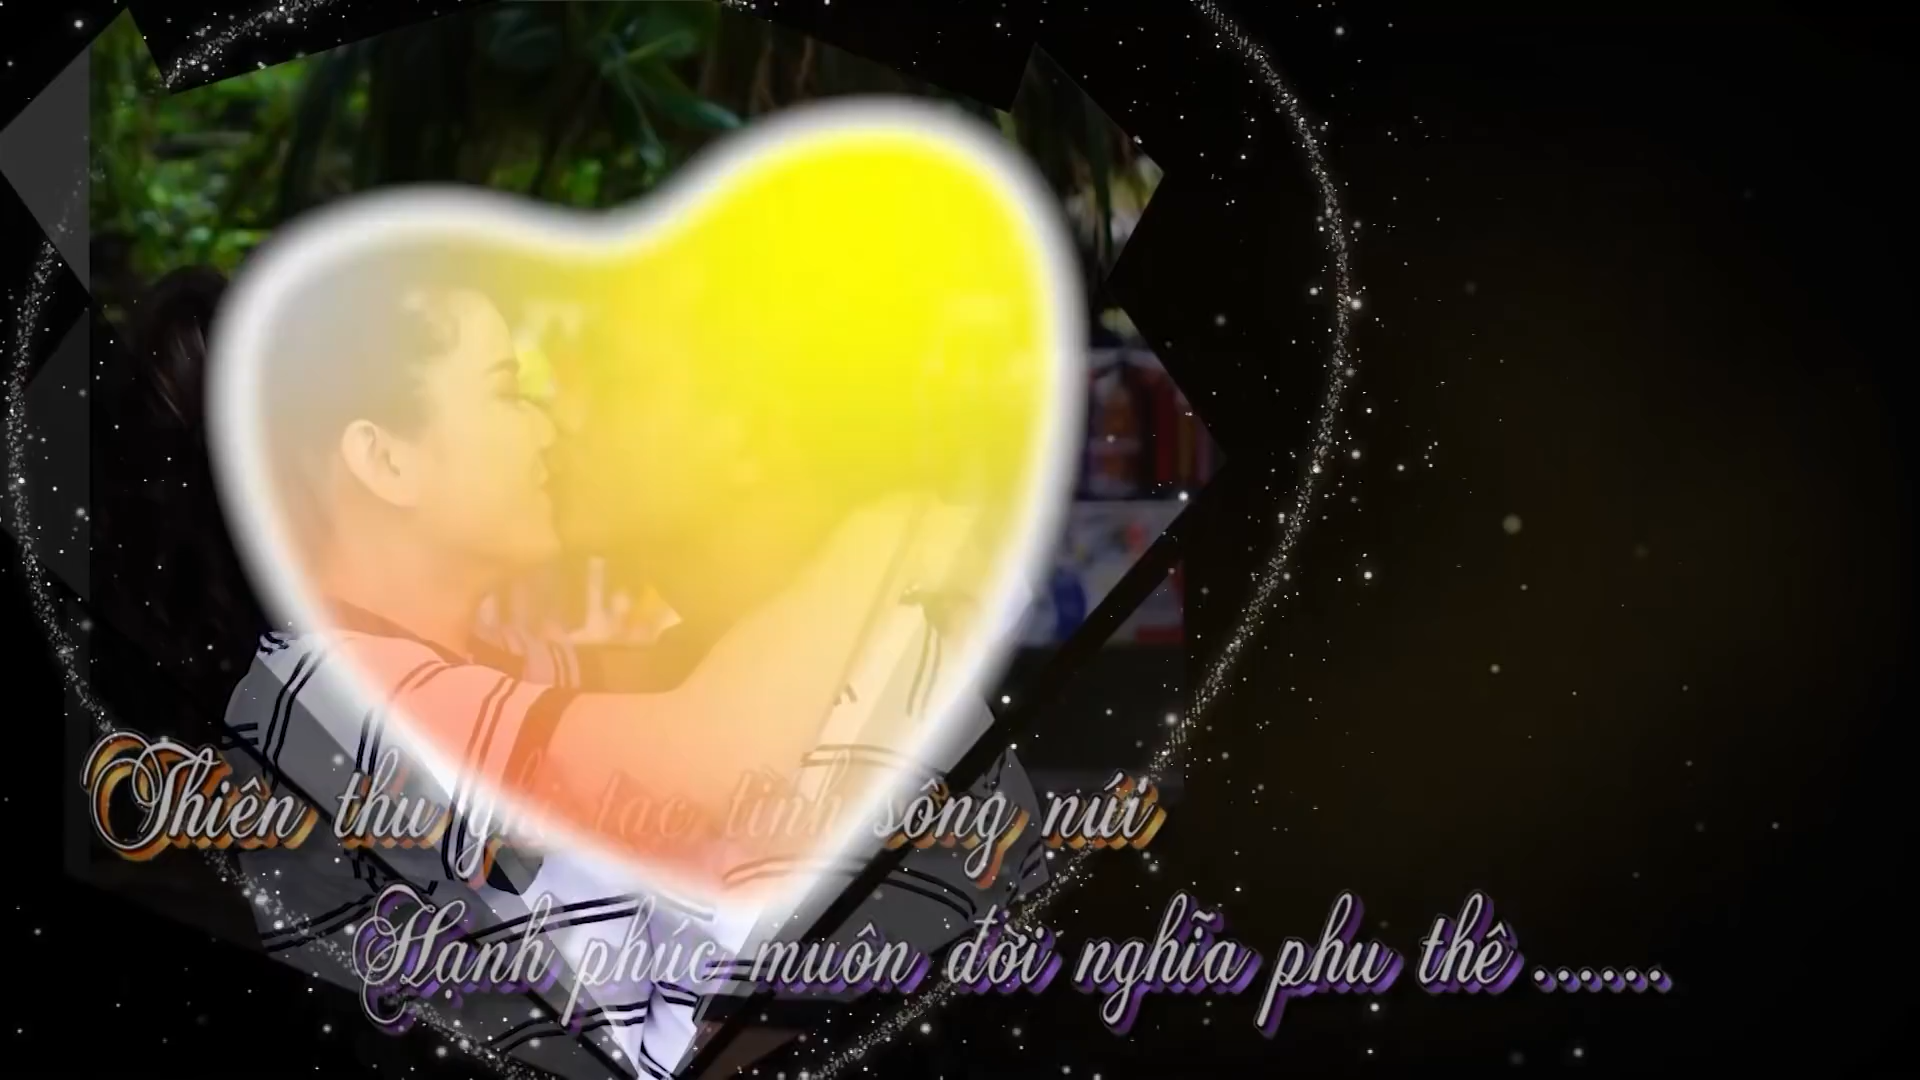 Thiên thu ghi tạc tình sông núi
Hạnh phúc muôn đời nghĩa phu thê ......